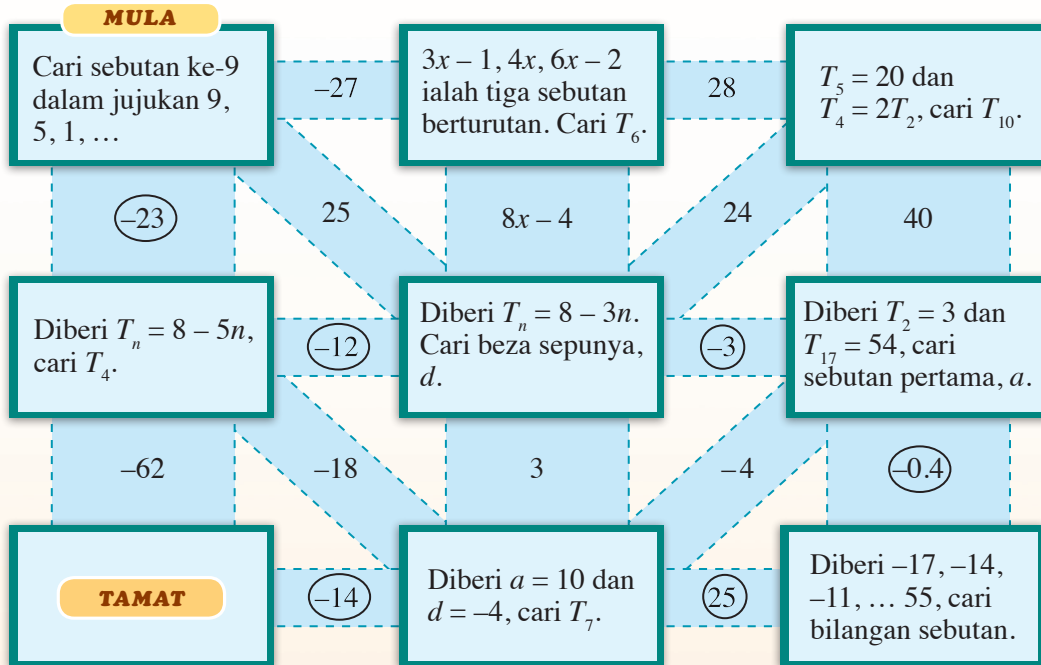 MULA
Cari sebutan ke-9
dalam jujukan 9,
5, 1, …
–27
3x – 1, 4x, 6x – 2
ialah tiga sebutan
berturutan. Cari T₆.
28
T₅ = 20 dan
T₄ = 2T₂, cari T₁₀.
–23
25
8x – 4
24
40
Diberi Tₙ = 8 – 5n,
cari T₄.
–12
Diberi Tₙ = 8 – 3n.
Cari beza sepunya,
d.
–3
Diberi T₂ = 3 dan
T₁₇ = 54, cari
sebutan pertama, a.
–62
–18
3
–4
–0.4
TAMAT
–14
Diberi a = 10 dan
d = –4, cari T₇.
25
Diberi –17, –14,
–11, … 55, cari
bilangan sebutan.